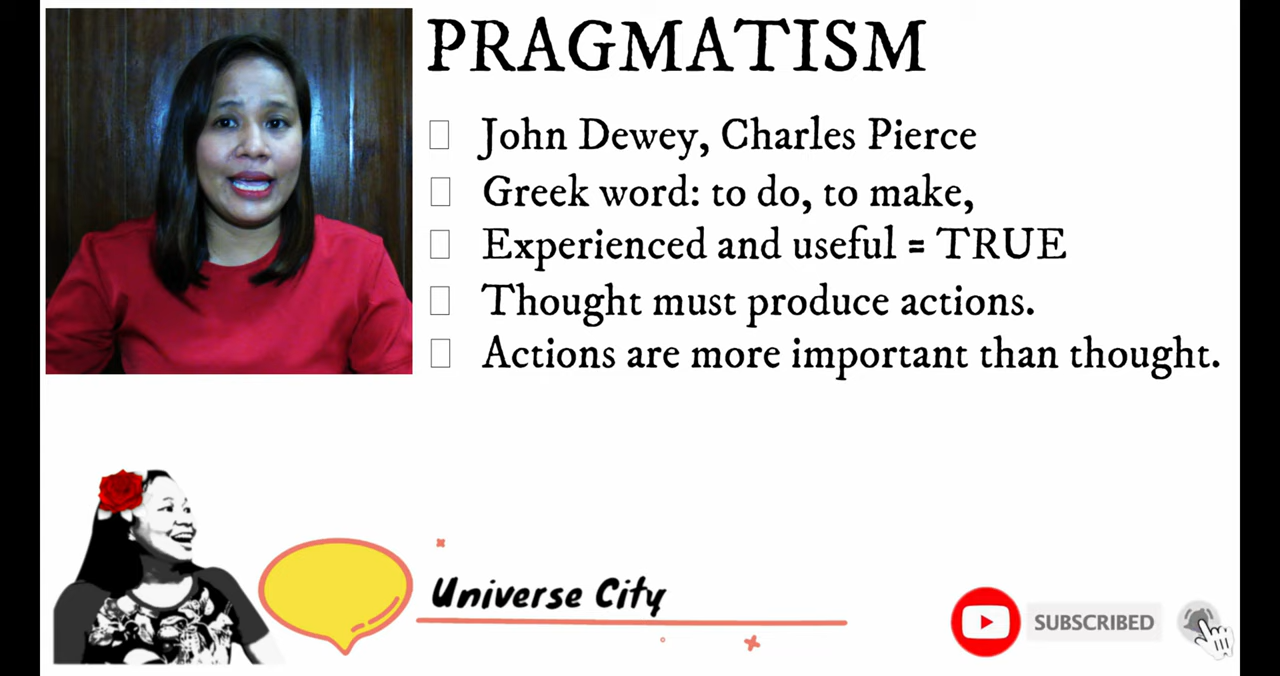 PRAGMATISM
John Dewey, Charles Pierce
Greek word: to do, to make,
Experienced and useful = TRUE
Thought must produce actions.
Actions are more important than thought.
Universe City
SUBSCRIBED